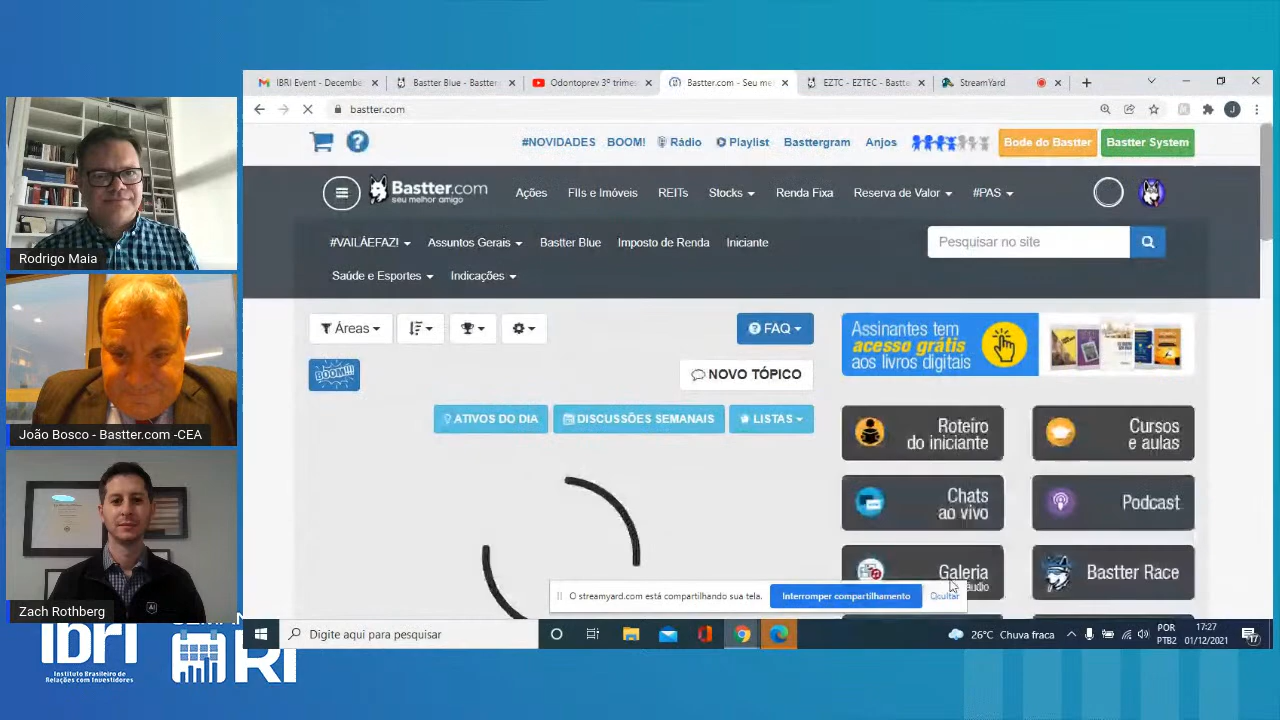 IBRI Event - Decembe
Bastter Blue - Bastter
Odontoprev 3º trimes
Bastter.com - Seu me
EZTC - EZTEC - Bastte
StreamYard
bastter.com
#NOVIDADES
BOOM!
Rádio
Playlist
Basttergram
Anjos
Bode do Bastter
Bastter System
Bastter.com
seu melhor amigo
Ações
FIIs e Imóveis
REITs
Stocks
Renda Fixa
Reserva de Valor
#PAS
#VAILÁEFAZ!
Assuntos Gerais
Bastter Blue
Imposto de Renda
Iniciante
Pesquisar no site
Saúde e Esportes
Indicações
Áreas
FAQ
BOOM!!!
NOVO TÓPICO
ATIVOS DO DIA
DISCUSSÕES SEMANAIS
LISTAS
Assinantes tem
acesso grátis
aos livros digitais
Roteiro
do iniciante
Cursos
e aulas
Chats
ao vivo
Podcast
Galeria
Bastter Race
O streamyard.com está compartilhando sua tela.
Interromper compartilhamento
Ocultar
Digite aqui para pesquisar
26°C Chuva fraca
POR
PTB2
17:27
01/12/2021
Rodrigo Maia
João Bosco - Bastter.com -CEA
Zach Rothberg
IBRI
Instituto Brasileiro de
Relações com Investidores
RI